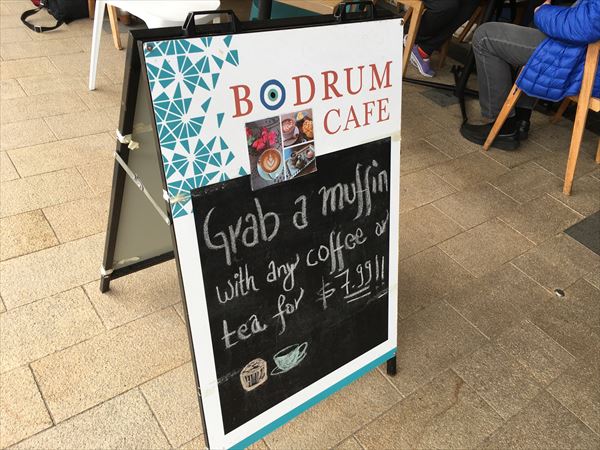 BODRUM
CAFE
Grab a muffin
with any coffee or
tea for $7.99!!